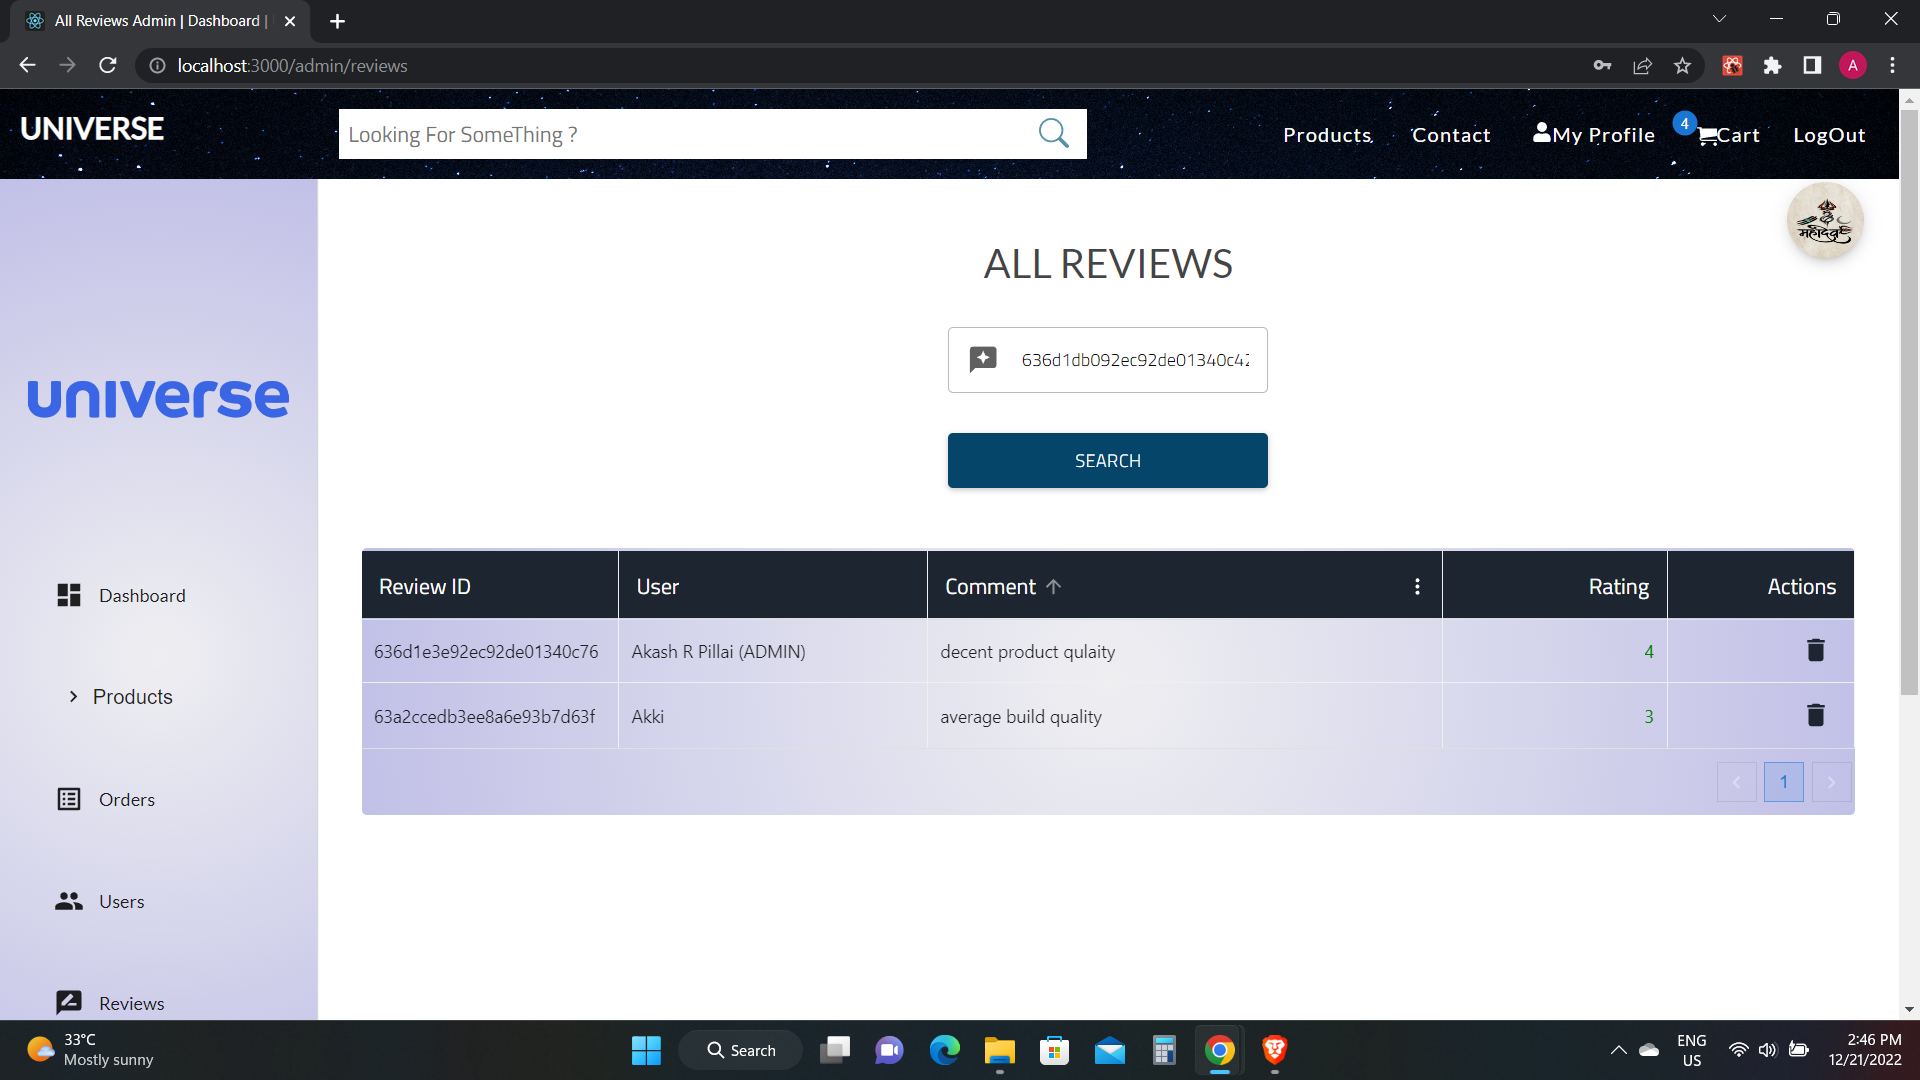 All Reviews Admin | Dashboard |
localhost:3000/admin/reviews
A
UNIVERSE
Looking For SomeThing ?
Products
Contact
My Profile
4
Cart
LogOut
महादेव
universe
Dashboard
Products
Orders
Users
Reviews
ALL REVIEWS
636d1db092ec92de01340c42
SEARCH
Review ID User Comment Rating Actions
636d1e3e92ec92de01340c76 Akash R Pillai (ADMIN) decent product qulaity 4
63a2ccedb3ee8a6e93b7d63f Akki average build quality 3
1
33°C
Mostly sunny
Search
ENG
US
2:46 PM
12/21/2022